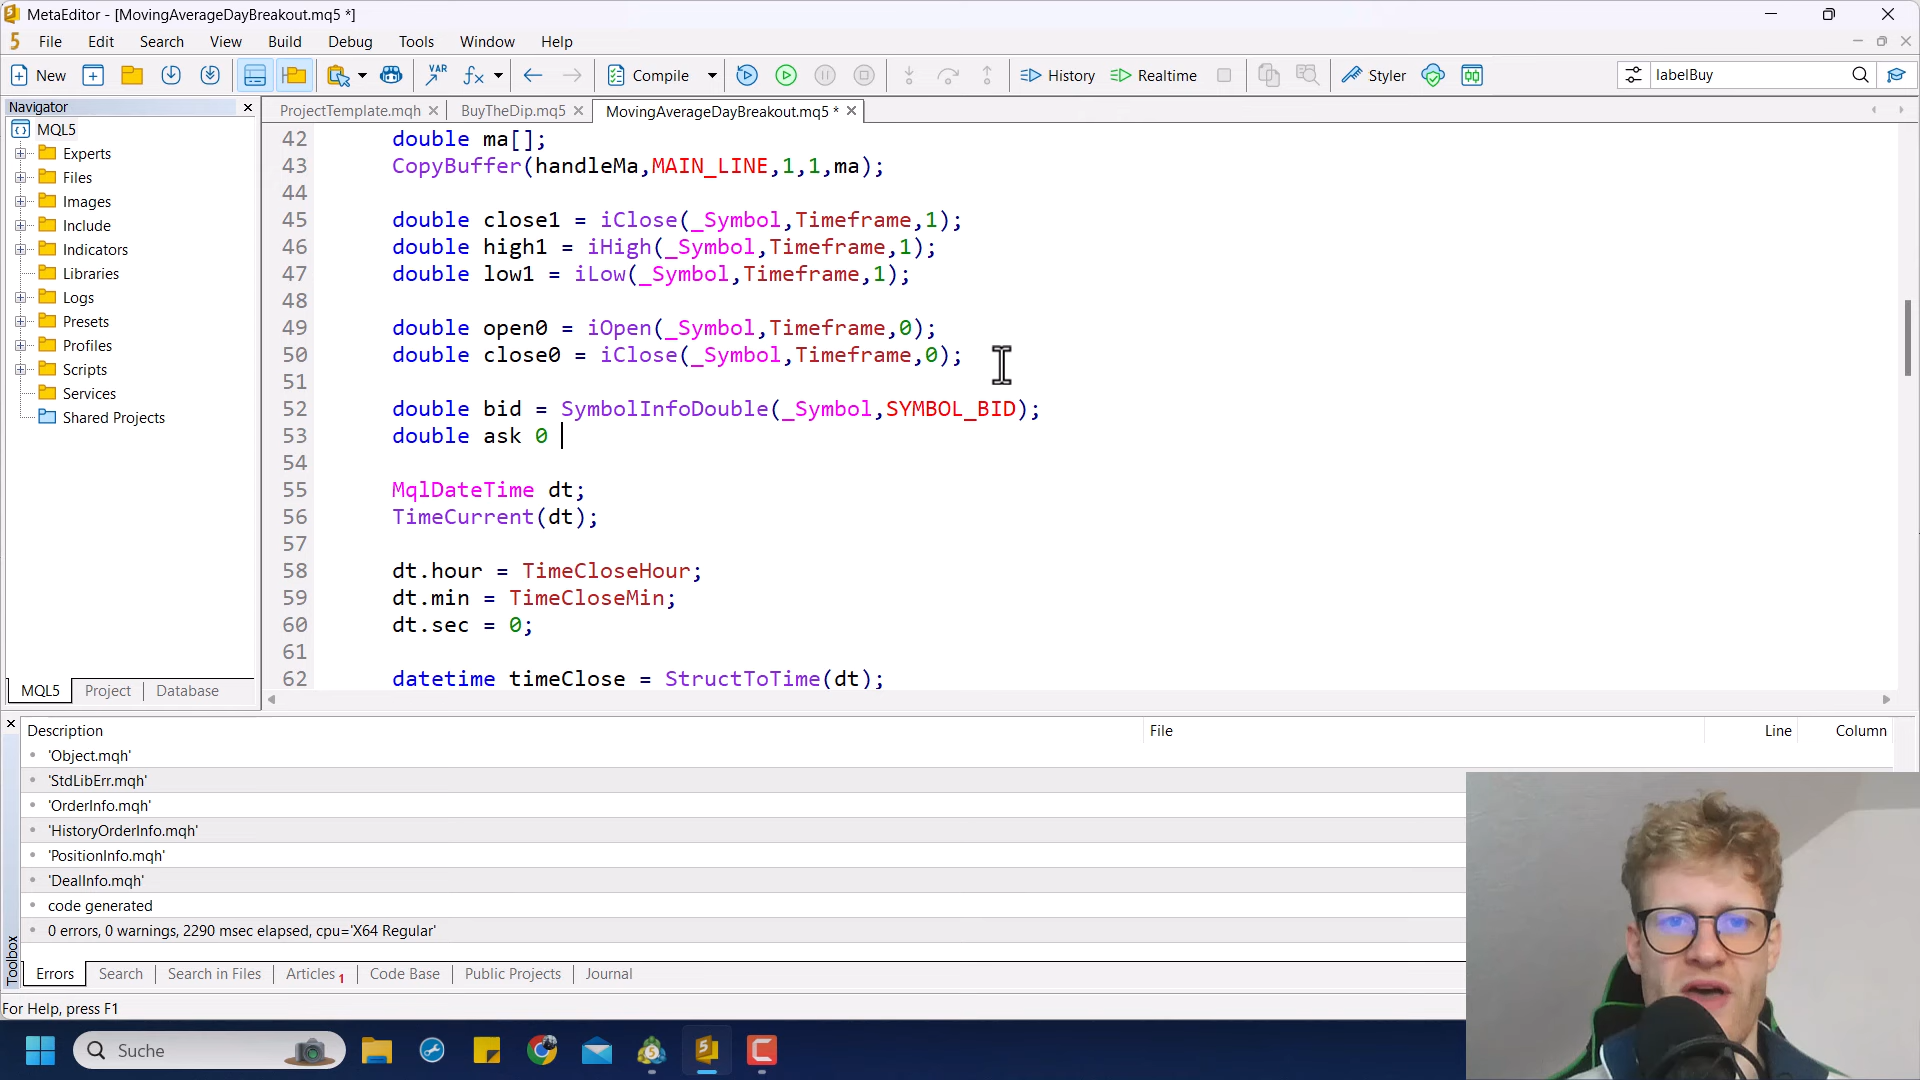 MetaEditor - [MovingAverageDayBreakout.mq5 *]
5 File Edit Search View Build Debug Tools Window Help
New VAR fx Compile History Realtime Styler labelBuy
Navigator
ProjectTemplate.mqh BuyTheDip.mq5 MovingAverageDayBreakout.mq5 *
MQL5
Experts
Files
Images
Include
Indicators
Libraries
Logs
Presets
Profiles
Scripts
Services
Shared Projects
MQL5 Project Database
42 double ma[];
43 CopyBuffer(handleMa,MAIN_LINE,1,1,ma);
44
45 double close1 = iClose(_Symbol,Timeframe,1);
46 double high1 = iHigh(_Symbol,Timeframe,1);
47 double low1 = iLow(_Symbol,Timeframe,1);
48
49 double open0 = iOpen(_Symbol,Timeframe,0);
50 double close0 = iClose(_Symbol,Timeframe,0);
51
52 double bid = SymbolInfoDouble(_Symbol,SYMBOL_BID);
53 double ask 0
54
55 MqlDateTime dt;
56 TimeCurrent(dt);
57
58 dt.hour = TimeCloseHour;
59 dt.min = TimeCloseMin;
60 dt.sec = 0;
61
62 datetime timeClose = StructToTime(dt);
Description File Line Column
'Object.mqh'
'StdLibErr.mqh'
'OrderInfo.mqh'
'HistoryOrderInfo.mqh'
'PositionInfo.mqh'
'DealInfo.mqh'
code generated
0 errors, 0 warnings, 2290 msec elapsed, cpu='X64 Regular'
Toolbox
Errors Search Search in Files Articles 1 Code Base Public Projects Journal
For Help, press F1
Suche